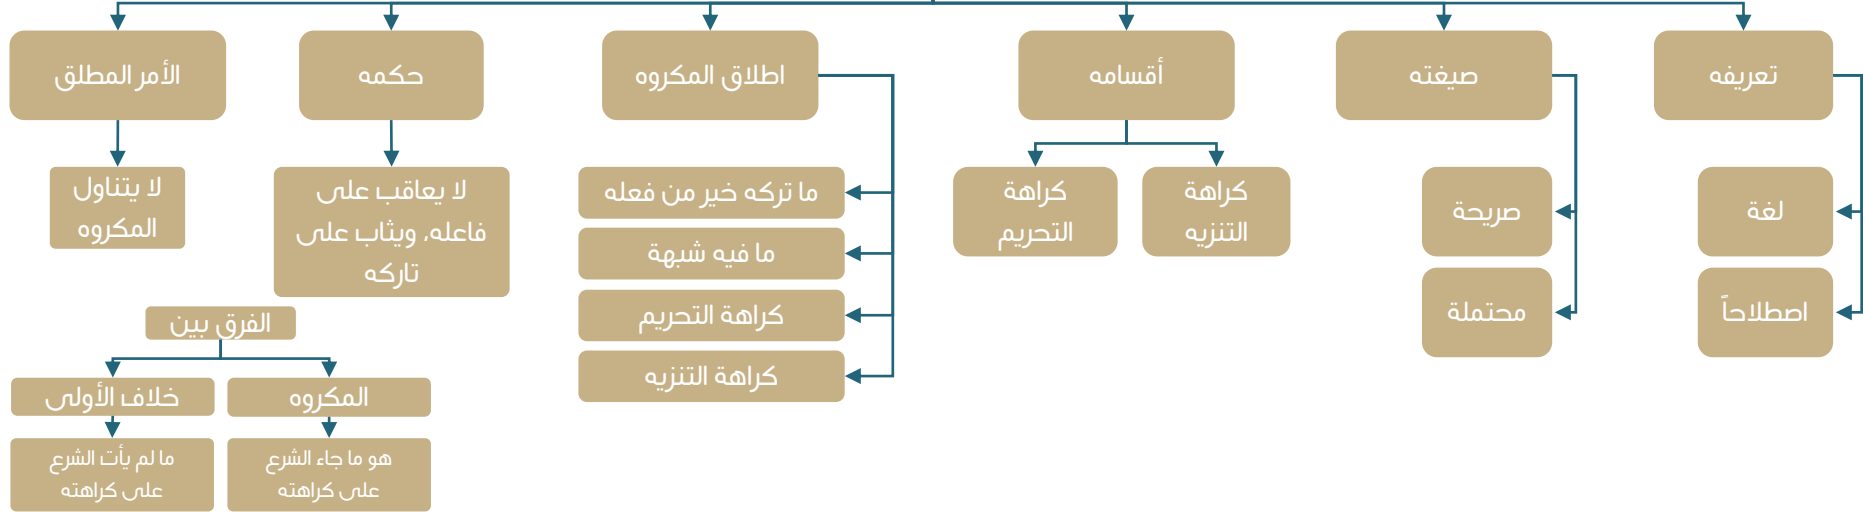 تعريفه
لغة
اصطلاحاً
صيغته
صريحة
محتملة
أقسامه
كراهة
التنزيه
كراهة
التحريم
اطلاق المكروه
ما تركه خير من فعله
ما فيه شبهة
كراهة التحريم
كراهة التنزيه
حكمه
لا يعاقب على
فاعله، ويثاب على
تاركه
الأمر المطلق
لا يتناول
المكروه
الفرق بين
المكروه
هو ما جاء الشرع
على كراهته
خلاف الأولى
ما لم يأت الشرع
على كراهته